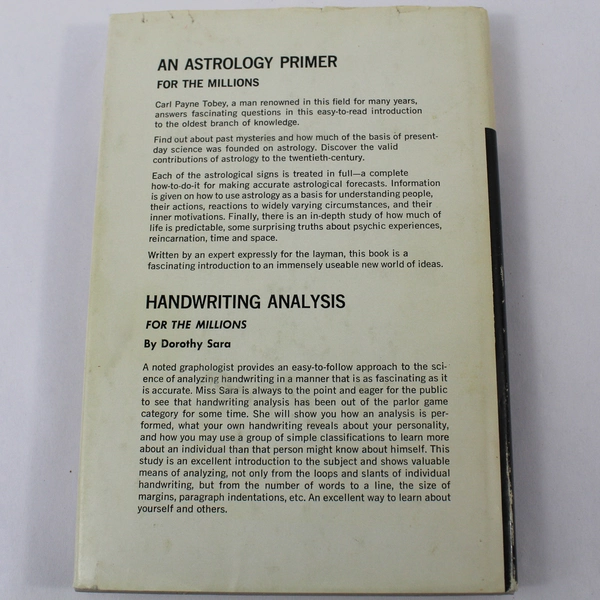 AN ASTROLOGY PRIMER
FOR THE MILLIONS
Carl Payne Tobey, a man renowned in this field for many years,
answers fascinating questions in this easy-to-read introduction
to the oldest branch of knowledge.
Find out about past mysteries and how much of the basis of present-
day science was founded on astrology. Discover the valid
contributions of astrology to the twentieth-century.
Each of the astrological signs is treated in full—a complete
how-to-do-it for making accurate astrological forecasts. Information
is given on how to use astrology as a basis for understanding people,
their actions, reactions to widely varying circumstances, and their
inner motivations. Finally, there is an in-depth study of how much of
life is predictable, some surprising truths about psychic experiences,
reincarnation, time and space.
Written by an expert expressly for the layman, this book is a
fascinating introduction to an immensely useable new world of ideas.
HANDWRITING ANALYSIS
FOR THE MILLIONS
By Dorothy Sara
A noted graphologist provides an easy-to-follow approach to the sci-
ence of analyzing handwriting in a manner that is as fascinating as it
is accurate. Miss Sara is always to the point and eager for the public
to see that handwriting analysis has been out of the parlor game
category for some time. She will show you how an analysis is per-
formed, what your own handwriting reveals about your personality,
and how you may use a group of simple classifications to learn more
about an individual than that person might know about himself. This
study is an excellent introduction to the subject and shows valuable
means of analyzing, not only from the loops and slants of individual
handwriting, but from the number of words to a line, the size of
margins, paragraph indentations, etc. An excellent way to learn about
yourself and others.